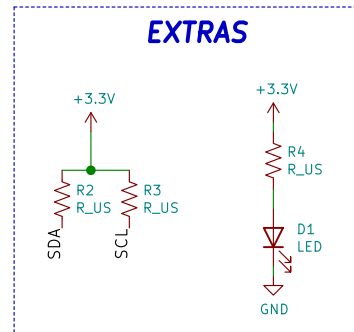 EXTRAS
+3.3V
R2
R_US
R3
R_US
SDA
SCL
+3.3V
R4
R_US
D1
LED
GND